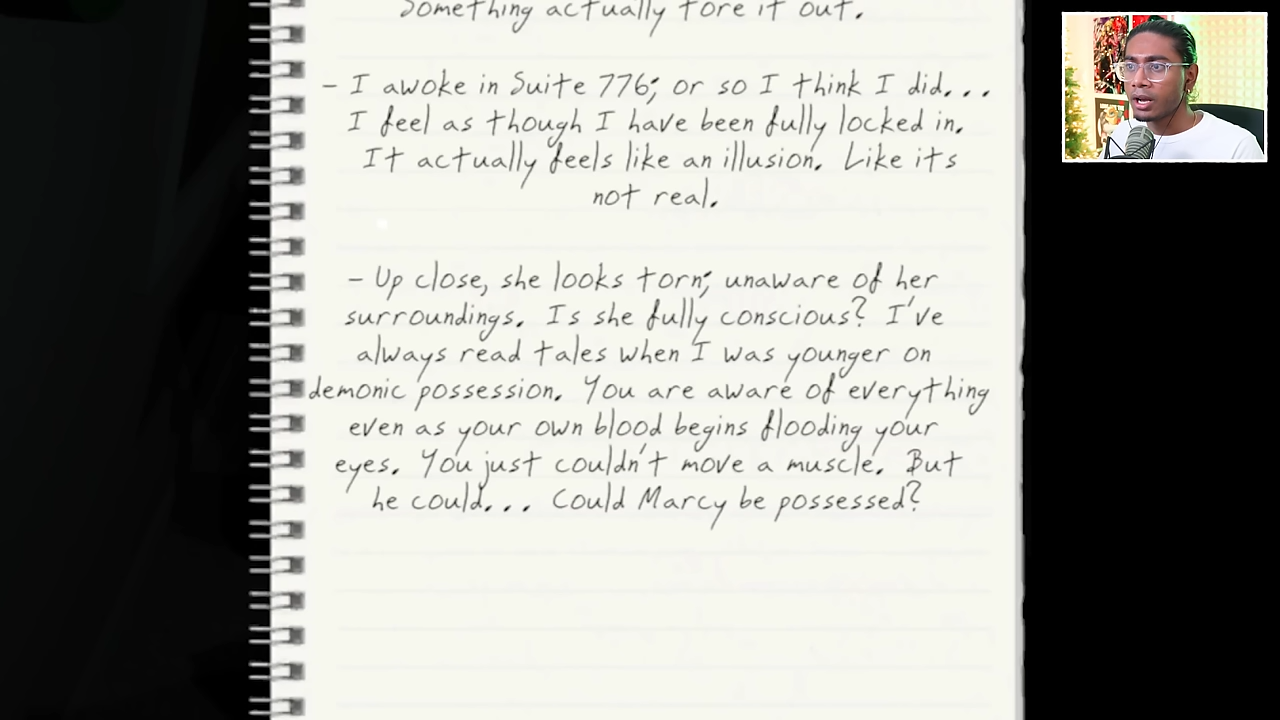 Something actually tore it out.
- I awoke in Suite 776; or so I think I did...
I feel as though I have been fully locked in.
It actually feels like an illusion. Like its
not real.
- Up close, she looks torn; unaware of her
surroundings. Is she fully conscious? I've
always read tales when I was younger on
demonic possession. You are aware of everything
even as your own blood begins flooding your
eyes. You just couldn't move a muscle. But
he could... Could Marcy be possessed?